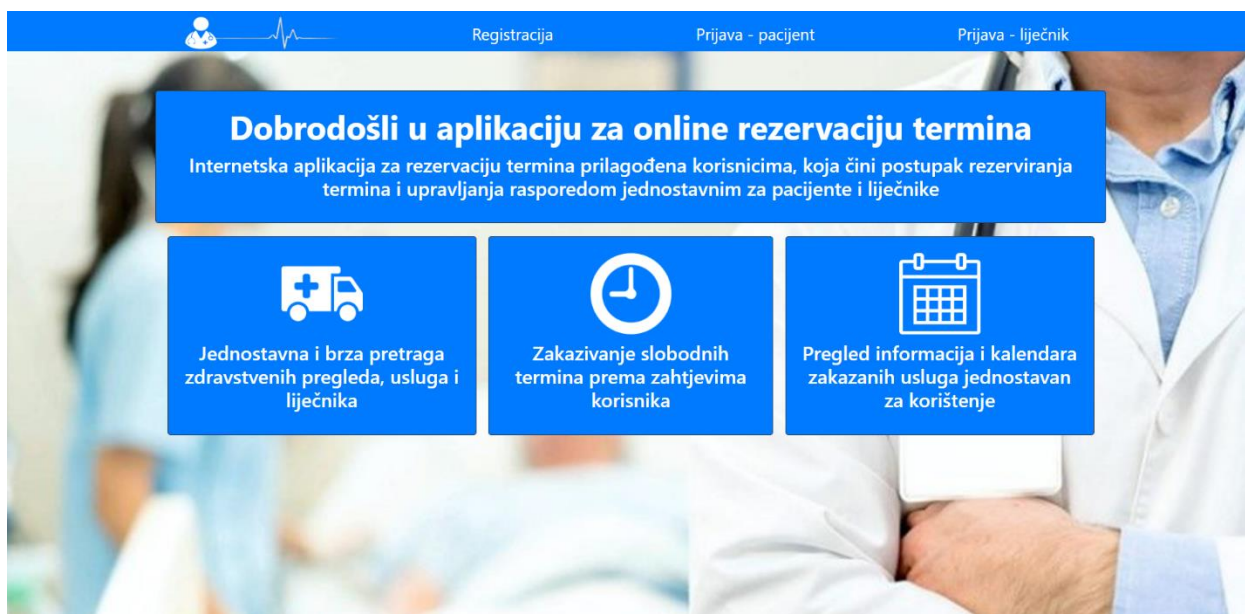 Registracija
Prijava - pacijent
Prijava - liječnik
Dobrodošli u aplikaciju za online rezervaciju termina
Internetska aplikacija za rezervaciju termina prilagođena korisnicima, koja čini postupak rezerviranja
termina i upravljanja rasporedom jednostavnim za pacijente i liječnike
Jednostavna i brza pretraga
zdravstvenih pregleda, usluga i
liječnika
Zakazivanje slobodnih
termina prema zahtjevima
korisnika
Pregled informacija i kalendara
zakazanih usluga jednostavan
za korištenje